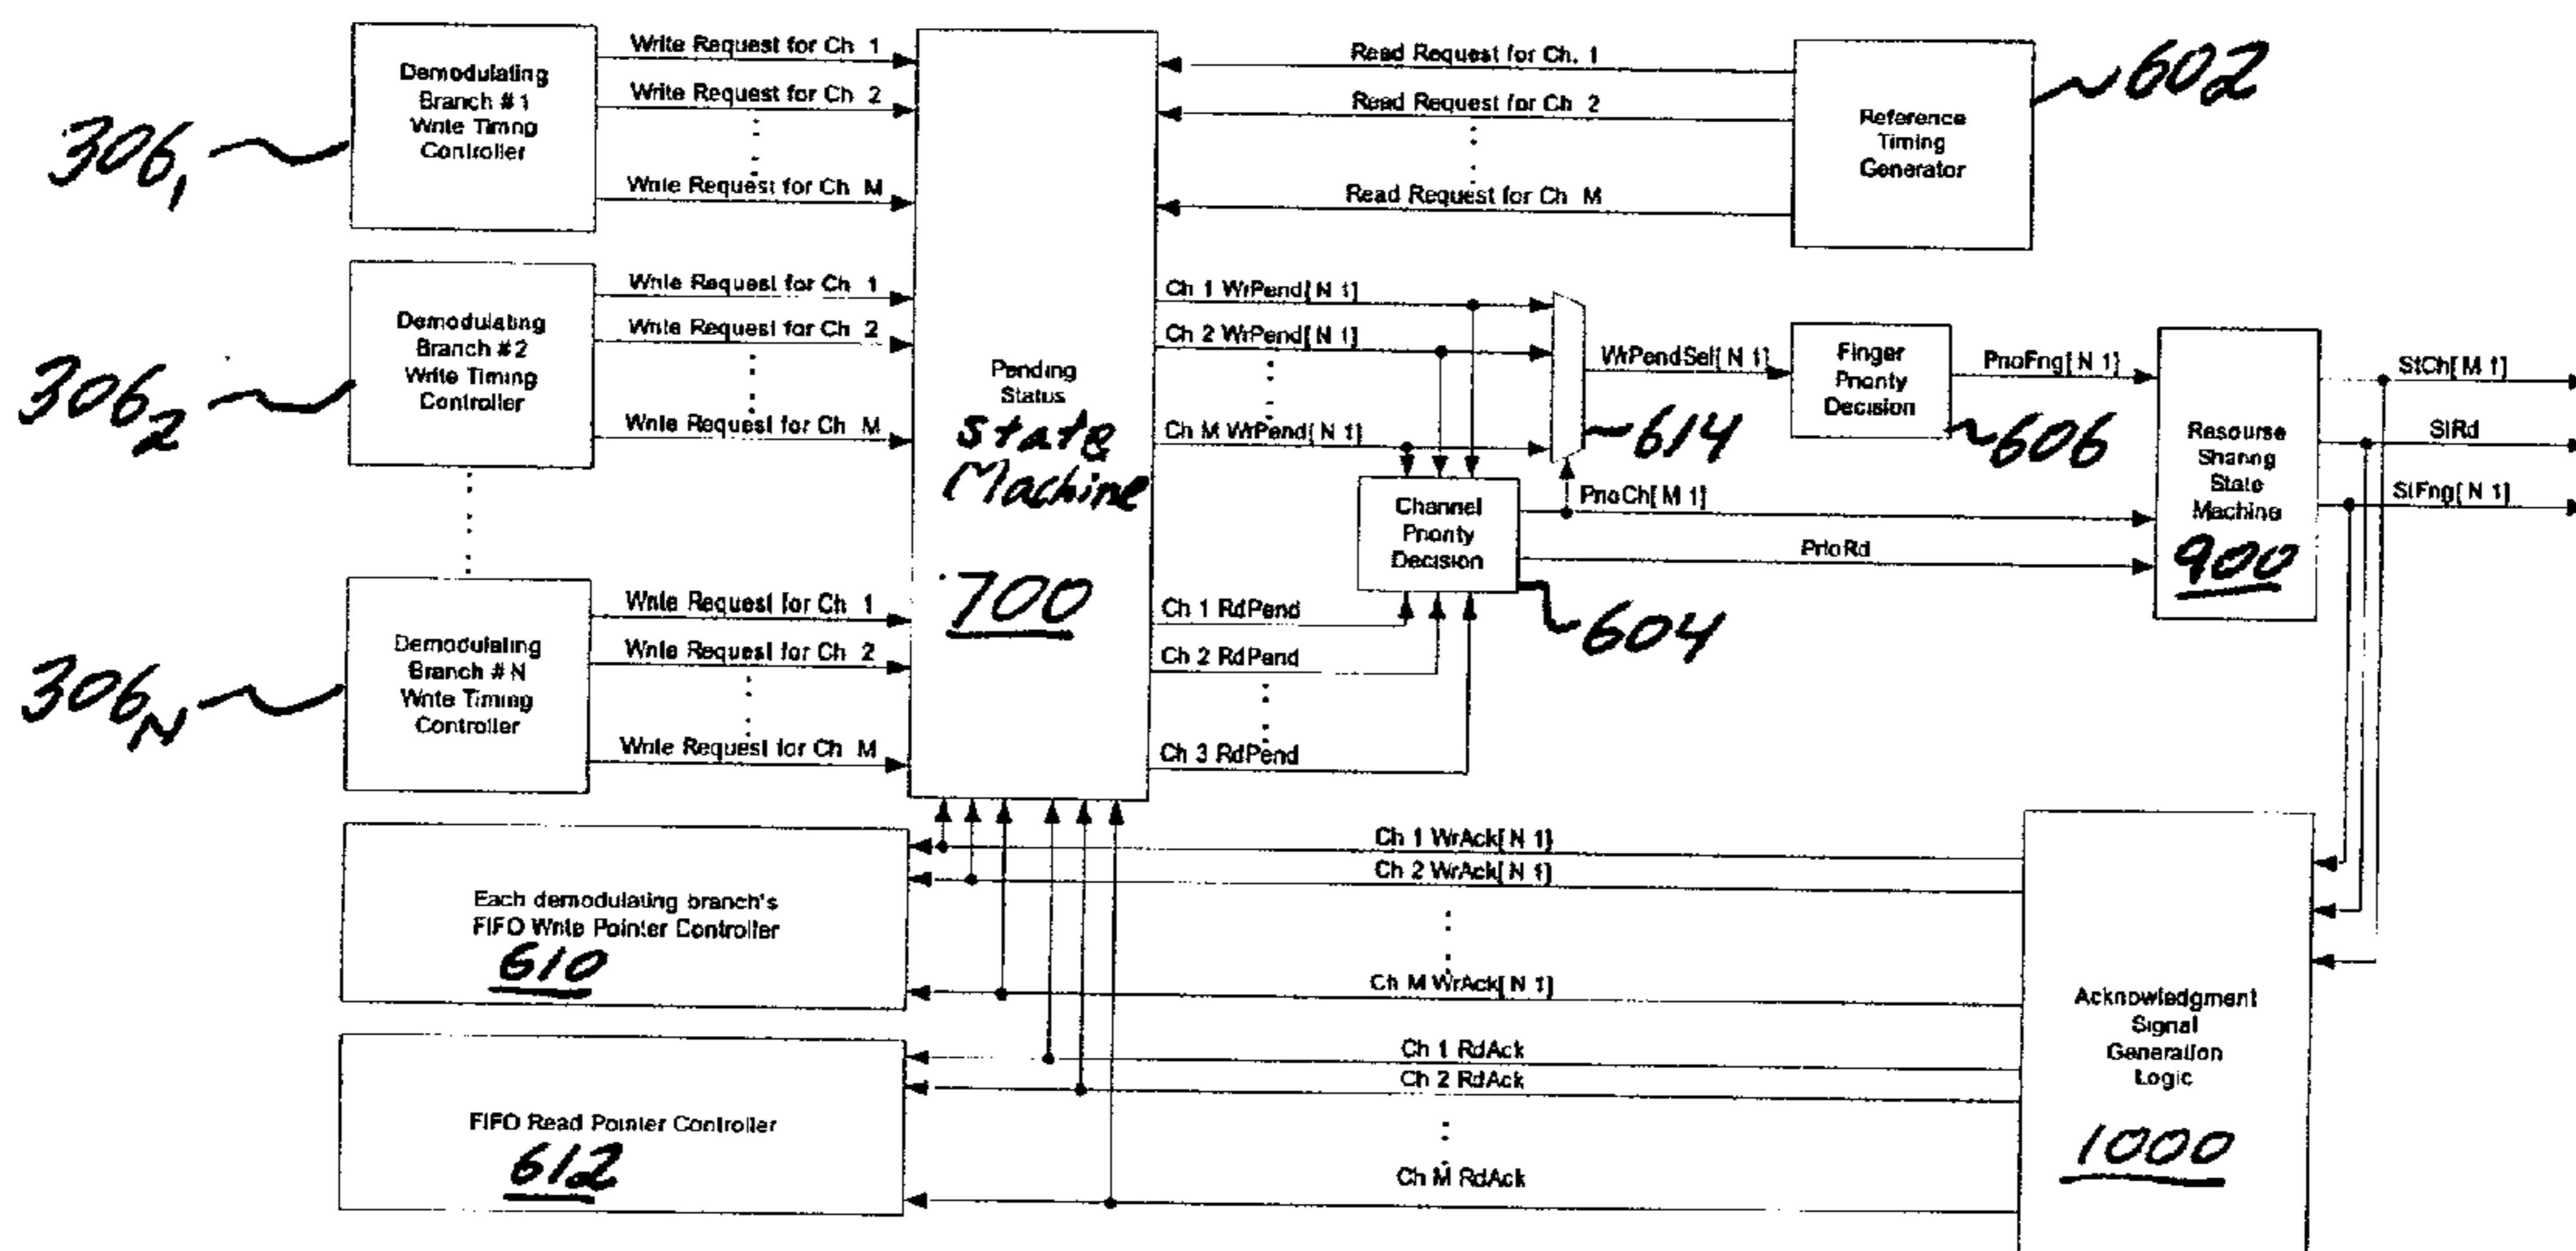 Demodulating
Branch # 1
Write Timing
Controller
306₁
Write Request for Ch 1
Write Request for Ch 2
Write Request for Ch M
Demodulating
Branch # 2
Write Timing
Controller
306₂
Write Request for Ch 1
Write Request for Ch 2
Write Request for Ch M
Demodulating
Branch # N
Write Timing
Controller
306N
Write Request for Ch 1
Write Request for Ch 2
Write Request for Ch M
Pending
Status
state
Machine
700
Read Request for Ch. 1
Read Request for Ch 2
Read Request for Ch M
Reference
Timing
Generator
602
Ch 1 WrPend[ N 1]
Ch 2 WrPend[ N 1]
Ch M WrPend[ N 1]
614
WrPendSel[ N 1]
Finger
Priority
Decision
606
PrioFng[ N 1]
Channel
Priority
Decision
604
PrioCh[ M 1]
PrioRd
Ch 1 RdPend
Ch 2 RdPend
Ch 3 RdPend
Resourse
Sharing
State
Machine
900
StCh[ M 1]
StRd
StFng[ N 1]
Each demodulating branch's
FIFO Write Pointer Controller
610
FIFO Read Pointer Controller
612
Ch 1 WrAck[ N 1]
Ch 2 WrAck[ N 1]
Ch M WrAck[ N 1]
Ch 1 RdAck
Ch 2 RdAck
Ch M RdAck
Acknowledgment
Signal
Generation
Logic
1000